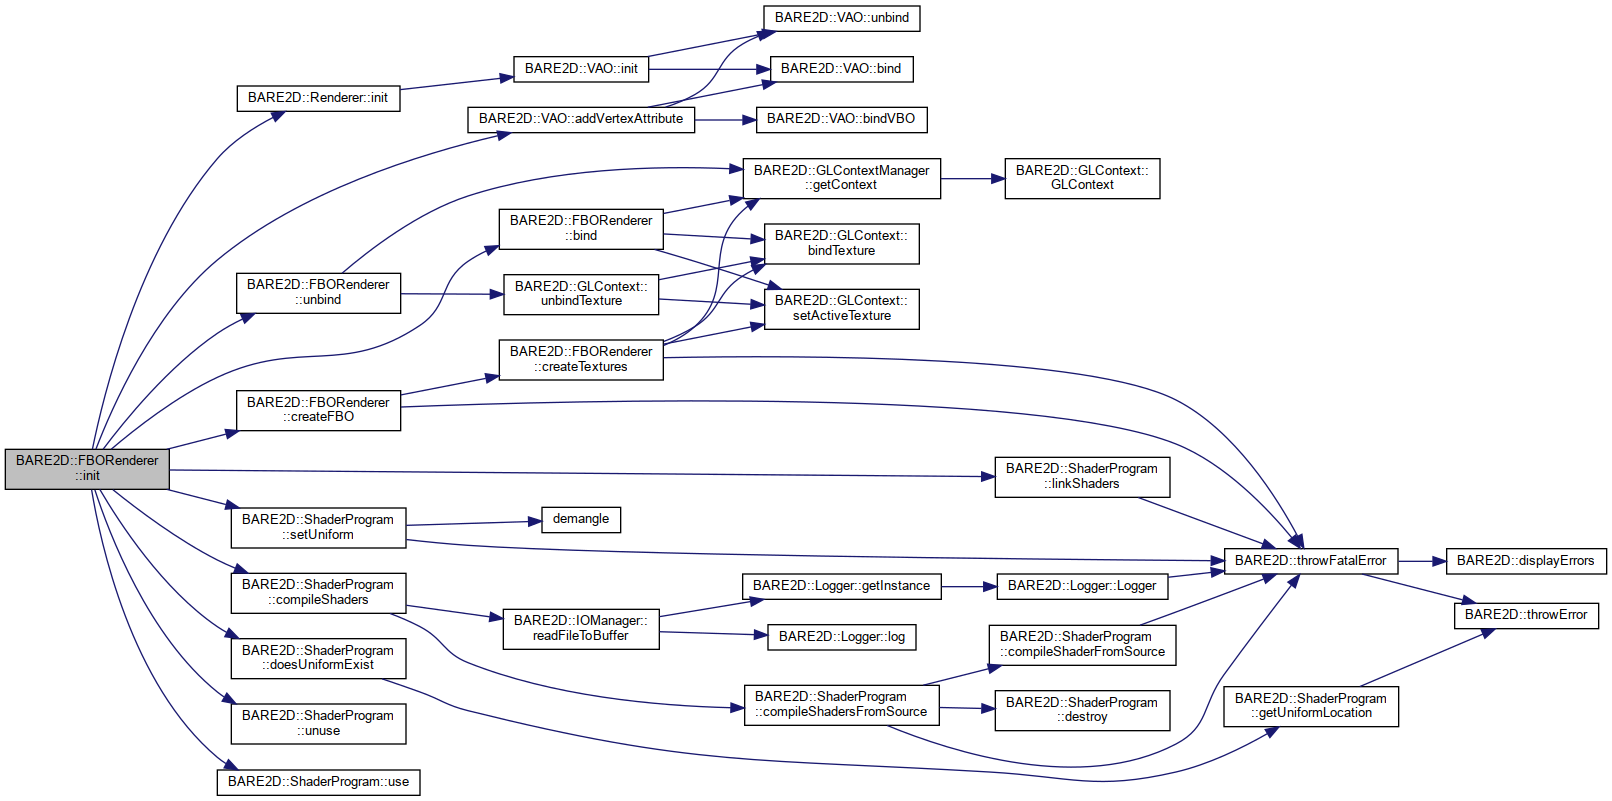 BARE2D::VAO::unbind
BARE2D::VAO::init
BARE2D::VAO::bind
BARE2D::Renderer::init
BARE2D::VAO::addVertexAttribute
BARE2D::VAO::bindVBO
BARE2D::GLContextManager
::getContext
BARE2D::GLContext::
GLContext
BARE2D::FBORenderer
::bind
BARE2D::GLContext::
bindTexture
BARE2D::FBORenderer
::unbind
BARE2D::GLContext::
unbindTexture
BARE2D::GLContext::
setActiveTexture
BARE2D::FBORenderer
::createTextures
BARE2D::FBORenderer
::createFBO
BARE2D::FBORenderer
::init
BARE2D::ShaderProgram
::linkShaders
BARE2D::ShaderProgram
::setUniform
demangle
BARE2D::throwFatalError
BARE2D::displayErrors
BARE2D::ShaderProgram
::compileShaders
BARE2D::Logger::getInstance
BARE2D::Logger::Logger
BARE2D::throwError
BARE2D::IOManager::
readFileToBuffer
BARE2D::Logger::log
BARE2D::ShaderProgram
::compileShaderFromSource
BARE2D::ShaderProgram
::doesUniformExist
BARE2D::ShaderProgram
::compileShadersFromSource
BARE2D::ShaderProgram
::destroy
BARE2D::ShaderProgram
::getUniformLocation
BARE2D::ShaderProgram
::unuse
BARE2D::ShaderProgram::use